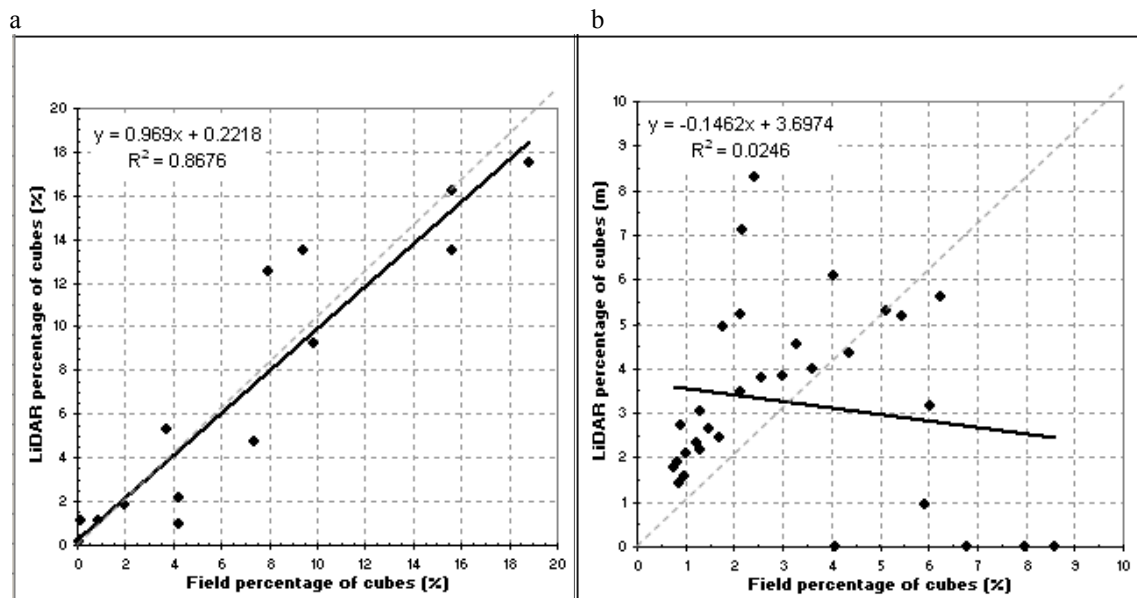 a
20
18
16
14
12
10
8
6
4
2
0
LiDAR percentage of cubes (%)
y = 0.969x + 0.2218
R² = 0.8676
0 2 4 6 8 10 12 14 16 18 20
Field percentage of cubes (%)
b
10
9
8
7
6
5
4
3
2
1
0
LiDAR percentage of cubes (m)
y = -0.1462x + 3.6974
R² = 0.0246
0 1 2 3 4 5 6 7 8 9 10
Field percentage of cubes (%)